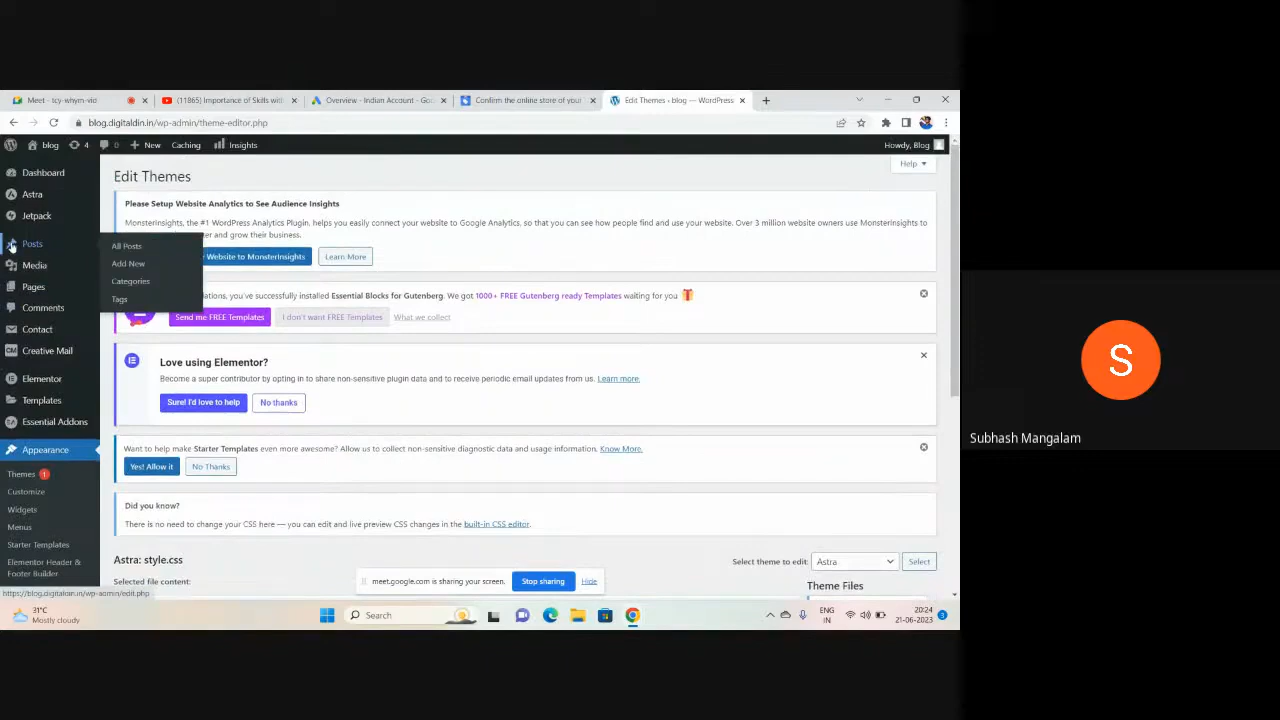 Meet - tcy-whym-vid
(11865) Importance of Skills with
Overview - Indian Account - Goo
Confirm the online store of your
Edit Themes ‹ blog — WordPress
blog.digitaldin.in/wp-admin/theme-editor.php
blog
4
0
New
Caching
Insights
Howdy, Blog
Help
Dashboard
Astra
Jetpack
Posts
All Posts
Add New
Categories
Tags
Media
Pages
Comments
Contact
Creative Mail
Elementor
Templates
Essential Addons
Appearance
Themes 1
Customize
Widgets
Menus
Starter Templates
Elementor Header &
Footer Builder
https://blog.digitaldin.in/wp-admin/edit.php
Edit Themes
Please Setup Website Analytics to See Audience Insights
MonsterInsights, the #1 WordPress Analytics Plugin, helps you easily connect your website to Google Analytics, so that you can see how people find and use your website. Over 3 million website owners use MonsterInsights to
er and grow their business.
Website to MonsterInsights
Learn More
lations, you've successfully installed Essential Blocks for Gutenberg. We got 1000+ FREE Gutenberg ready Templates waiting for you
Send me FREE Templates
I don't want FREE Templates
What we collect
Love using Elementor?
Become a super contributor by opting in to share non-sensitive plugin data and to receive periodic email updates from us. Learn more.
Sure! I'd love to help
No thanks
Want to help make Starter Templates even more awesome? Allow us to collect non-sensitive diagnostic data and usage information. Know More.
Yes! Allow it
No Thanks
Did you know?
There is no need to change your CSS here — you can edit and live preview CSS changes in the built-in CSS editor.
Astra: style.css
Select theme to edit:
Astra
Select
Selected file content:
Theme Files
meet.google.com is sharing your screen.
Stop sharing
Hide
31°C
Mostly cloudy
Search
ENG
IN
20:24
21-06-2023
3
S
Subhash Mangalam